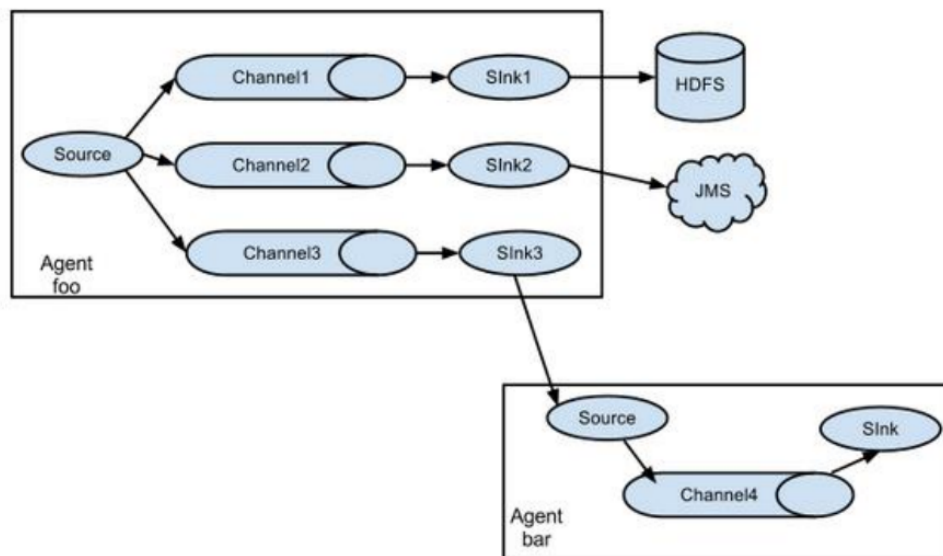 Channel1
SInk1
HDFS
Source
Channel2
SInk2
JMS
Channel3
SInk3
Agent
foo
Source
SInk
Channel4
Agent
bar